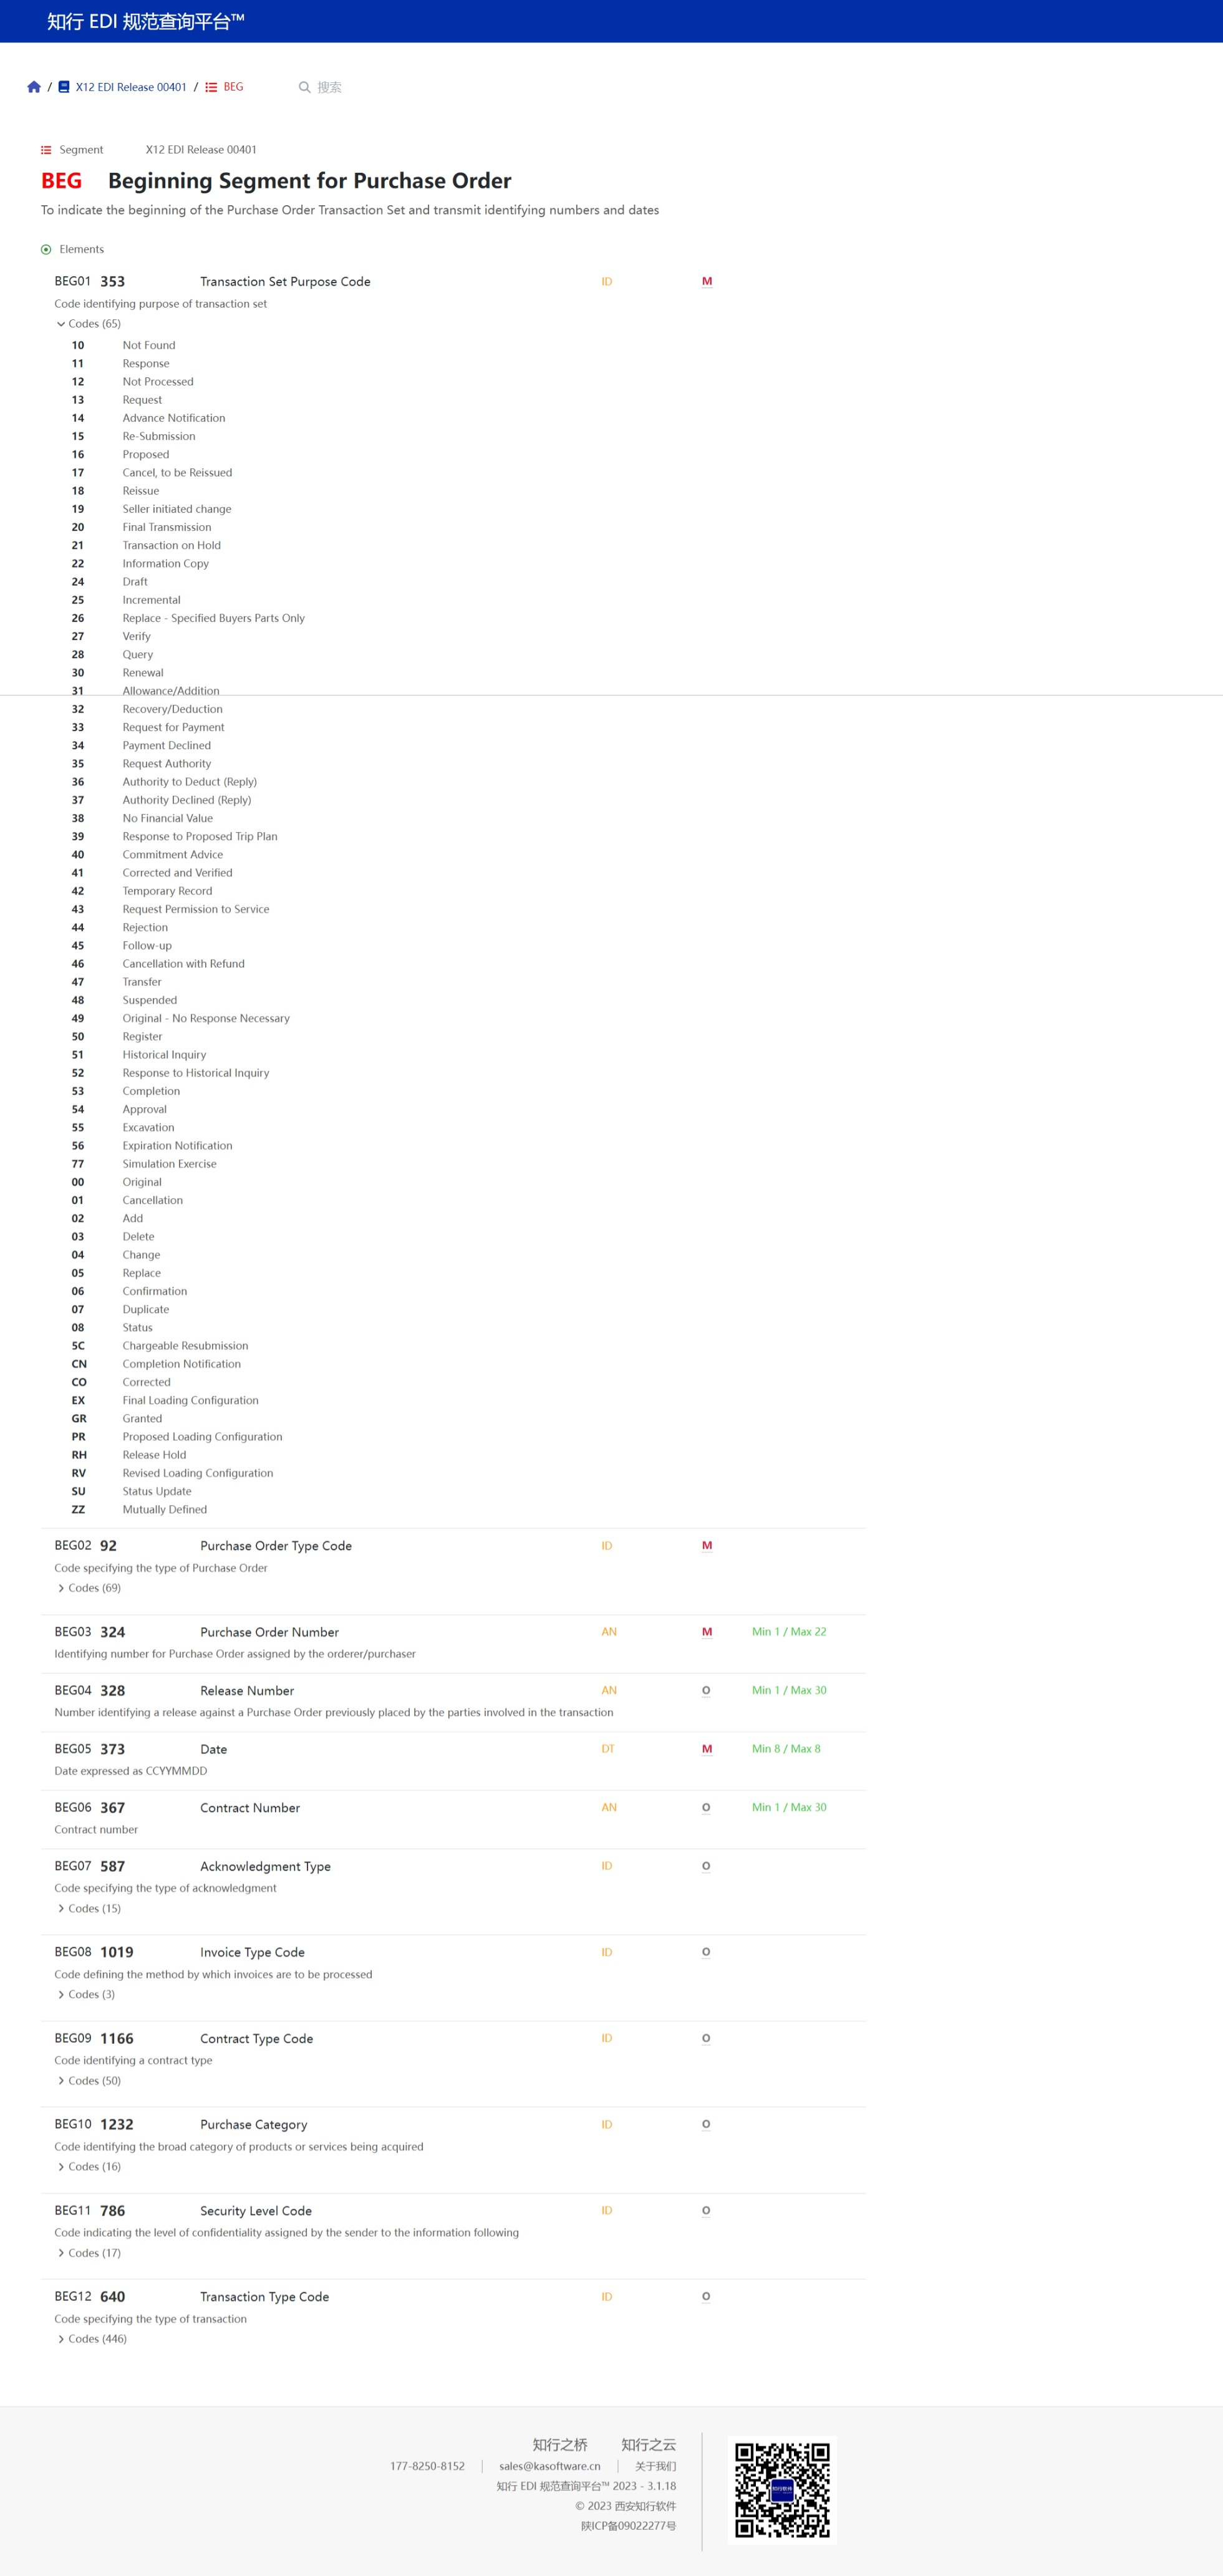 知行 EDI 规范查询平台™
/ X12 EDI Release 00401 / BEG 搜索
Segment X12 EDI Release 00401
BEG Beginning Segment for Purchase Order
To indicate the beginning of the Purchase Order Transaction Set and transmit identifying numbers and dates
Elements
BEG01 353 Transaction Set Purpose Code ID M
Code identifying purpose of transaction set
Codes (65)
10 Not Found
11 Response
12 Not Processed
13 Request
14 Advance Notification
15 Re-Submission
16 Proposed
17 Cancel, to be Reissued
18 Reissue
19 Seller initiated change
20 Final Transmission
21 Transaction on Hold
22 Information Copy
24 Draft
25 Incremental
26 Replace - Specified Buyers Parts Only
27 Verify
28 Query
30 Renewal
31 Allowance/Addition
32 Recovery/Deduction
33 Request for Payment
34 Payment Declined
35 Request Authority
36 Authority to Deduct (Reply)
37 Authority Declined (Reply)
38 No Financial Value
39 Response to Proposed Trip Plan
40 Commitment Advice
41 Corrected and Verified
42 Temporary Record
43 Request Permission to Service
44 Rejection
45 Follow-up
46 Cancellation with Refund
47 Transfer
48 Suspended
49 Original - No Response Necessary
50 Register
51 Historical Inquiry
52 Response to Historical Inquiry
53 Completion
54 Approval
55 Excavation
56 Expiration Notification
77 Simulation Exercise
00 Original
01 Cancellation
02 Add
03 Delete
04 Change
05 Replace
06 Confirmation
07 Duplicate
08 Status
5C Chargeable Resubmission
CN Completion Notification
CO Corrected
EX Final Loading Configuration
GR Granted
PR Proposed Loading Configuration
RH Release Hold
RV Revised Loading Configuration
SU Status Update
ZZ Mutually Defined
BEG02 92 Purchase Order Type Code ID M
Code specifying the type of Purchase Order
Codes (69)
BEG03 324 Purchase Order Number AN M Min 1 / Max 22
Identifying number for Purchase Order assigned by the orderer/purchaser
BEG04 328 Release Number AN O Min 1 / Max 30
Number identifying a release against a Purchase Order previously placed by the parties involved in the transaction
BEG05 373 Date DT M Min 8 / Max 8
Date expressed as CCYYMMDD
BEG06 367 Contract Number AN O Min 1 / Max 30
Contract number
BEG07 587 Acknowledgment Type ID O
Code specifying the type of acknowledgment
Codes (15)
BEG08 1019 Invoice Type Code ID O
Code defining the method by which invoices are to be processed
Codes (3)
BEG09 1166 Contract Type Code ID O
Code identifying a contract type
Codes (50)
BEG10 1232 Purchase Category ID O
Code identifying the broad category of products or services being acquired
Codes (16)
BEG11 786 Security Level Code ID O
Code indicating the level of confidentiality assigned by the sender to the information following
Codes (17)
BEG12 640 Transaction Type Code ID O
Code specifying the type of transaction
Codes (446)
知行之桥 知行之云
177-8250-8152 sales@kasoftware.cn 关于我们
知行 EDI 规范查询平台™ 2023 - 3.1.18
© 2023 西安知行软件
陕ICP备09022277号
知行软件